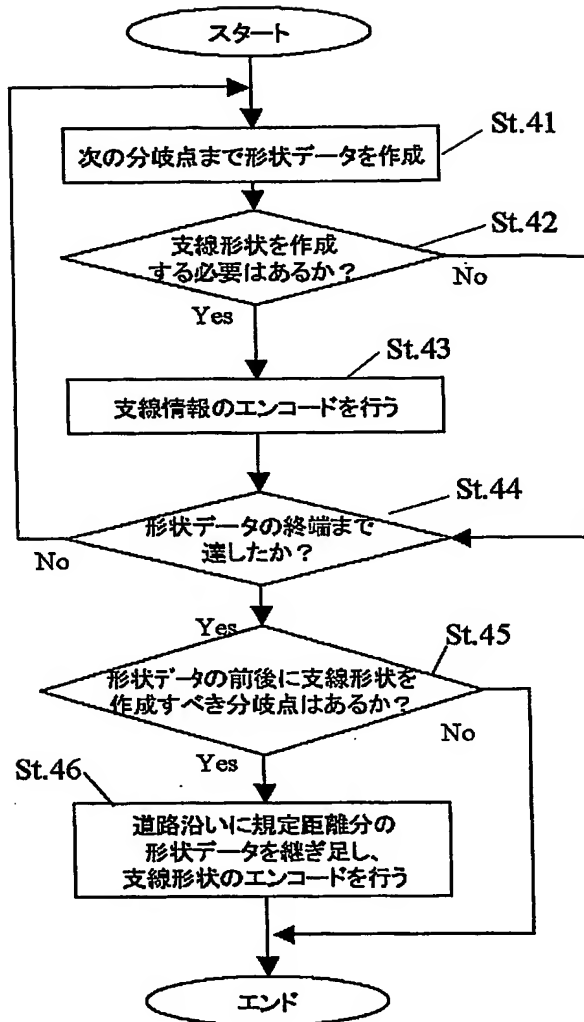 スタート
St.41
次の分岐点まで形状データを作成
St.42
支線形状を作成
する必要はあるか？
No
Yes
St.43
支線情報のエンコードを行う
St.44
形状データの終端まで
達したか？
No
Yes
St.45
形状データの前後に支線形状を
作成すべき分岐点はあるか？
No
Yes
St.46
道路沿いに規定距離分の
形状データを継ぎ足し、
支線形状のエンコードを行う
エンド